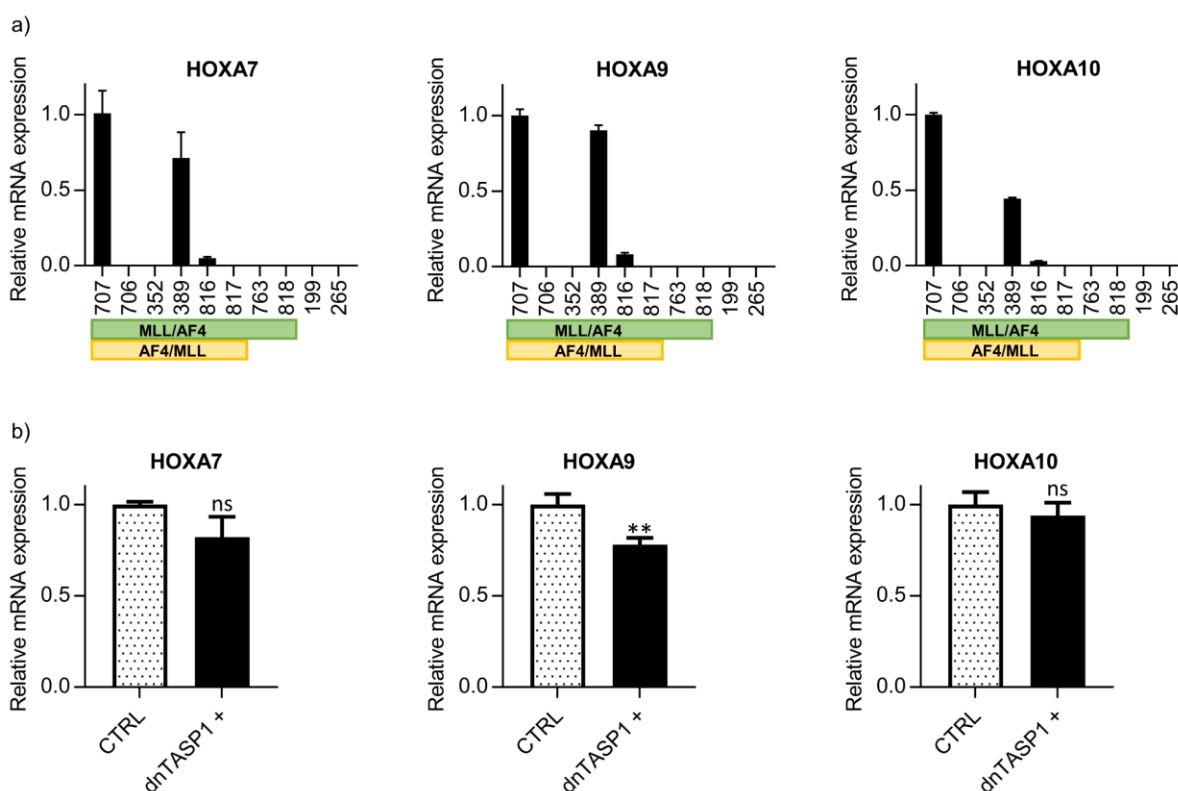 a)
HOXA7
Relative mRNA expression
1.0
0.5
0
707
706
352
389
816
817
763
818
199
265
MLL/AF4
AF4/MLL
HOXA9
Relative mRNA expression
1.0
0.5
0
707
706
352
389
816
817
763
818
199
265
MLL/AF4
AF4/MLL
HOXA10
Relative mRNA expression
1.0
0.5
0
707
706
352
389
816
817
763
818
199
265
MLL/AF4
AF4/MLL
b)
HOXA7
Relative mRNA expression
1.0
0.5
0.0
ns
CTRL
dnTASP1 +
HOXA9
Relative mRNA expression
1.0
0.5
0.0
**
CTRL
dnTASP1 +
HOXA10
Relative mRNA expression
1.0
0.5
0.0
ns
CTRL
dnTASP1 +